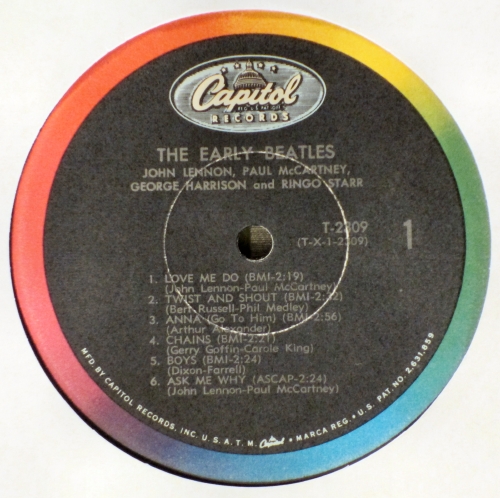 Capitol
RECORDS
THE EARLY BEATLES
JOHN LENNON, PAUL McCARTNEY,
GEORGE HARRISON and RINGO STARR
T-2309
(T-X-1-2309)
1
1. LOVE ME DO (BMI-2:19)
(John Lennon-Paul McCartney)
2. TWIST AND SHOUT (BMI-2:32)
(Bert Russell-Phil Medley)
3. ANNA (Go To Him) (BMI-2:56)
(Arthur Alexander)
4. CHAINS (BMI-2:21)
(Gerry Goffin-Carole King)
5. BOYS (BMI-2:24)
(Dixon-Farrell)
6. ASK ME WHY (ASCAP-2:24)
(John Lennon-Paul McCartney)
MFD. BY CAPITOL RECORDS, INC. U.S.A. T.M. Capitol • MARCA REG. • U.S. PAT. NO. 2,631,859